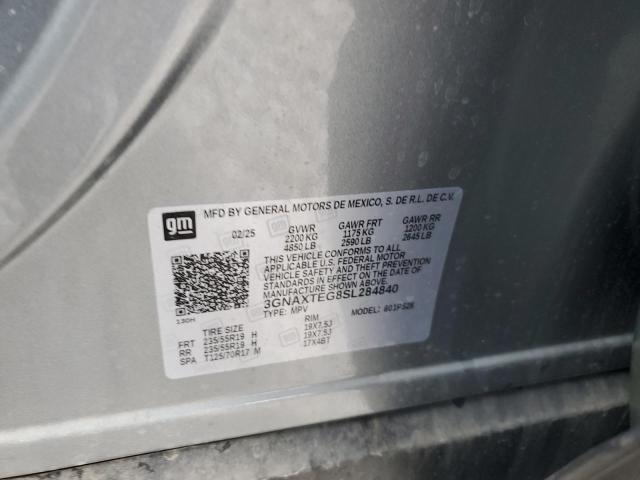 gm
MFD BY GENERAL MOTORS DE MEXICO, S. DE R.L. DE C.V.
02/25 GVWR GAWR FRT GAWR RR
2200 KG 1175 KG 1200 KG
4850 LB 2590 LB 2645 LB
THIS VEHICLE CONFORMS TO ALL
APPLICABLE U.S. FEDERAL MOTOR
VEHICLE SAFETY AND THEFT PREVENTION
STANDARDS IN EFFECT ON THE DATE OF
MANUFACTURE SHOWN ABOVE.
3GNAXTEG8SL284840
130H TYPE: MPV MODEL:
TIRE SIZE RIM
FRT 235/55R19 H 19X7.5J
RR 235/55R19 H 19X7.5J
SPA T125/70R17 M 17X4BT